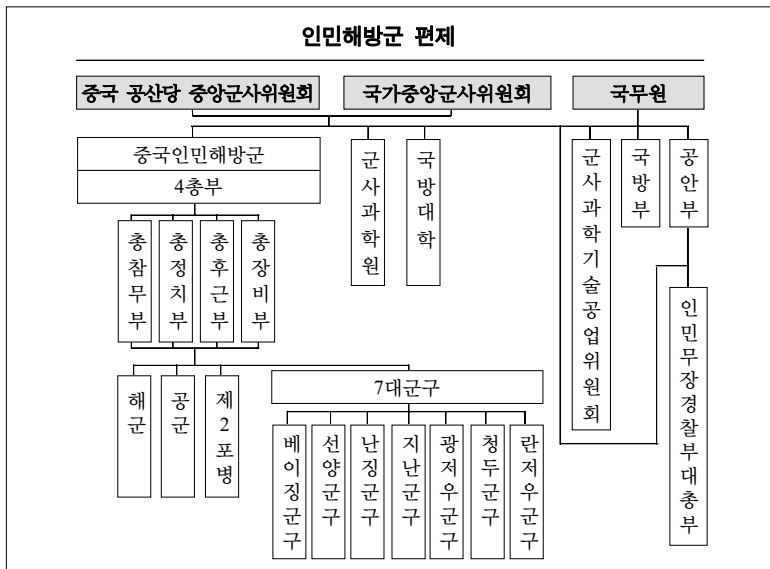 인민해방군 편제
중국 공산당 중앙군사위원회
국가중앙군사위원회
국무원
중국인민해방군
4총부
군사과학원
국방대학
군사과학기술공업위원회
국방부
공안부
총참무부
총정치부
총후근부
총장비부
인민무장경찰부대총부
해군
공군
제2포병
7대군구
베이징군구
선양군구
난징군구
지난군구
광저우군구
청두군구
란저우군구